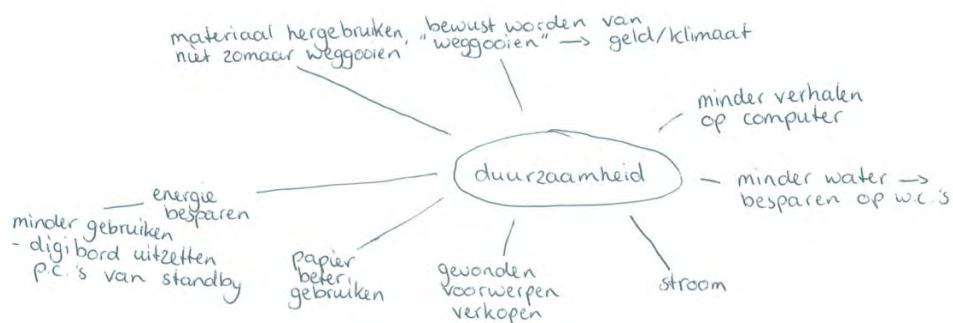 materiaal hergebruiken,
niet zomaar weggooien
bewust worden van
"weggooien" → geld/klimaat
minder verhalen
op computer
duurzaamheid
minder water →
besparen op w.c.'s
energie
besparen
minder gebruiken
- digibord uitzetten
p.c.'s van standby
papier
beter
gebruiken
gevonden
voorwerpen
verkopen
stroom